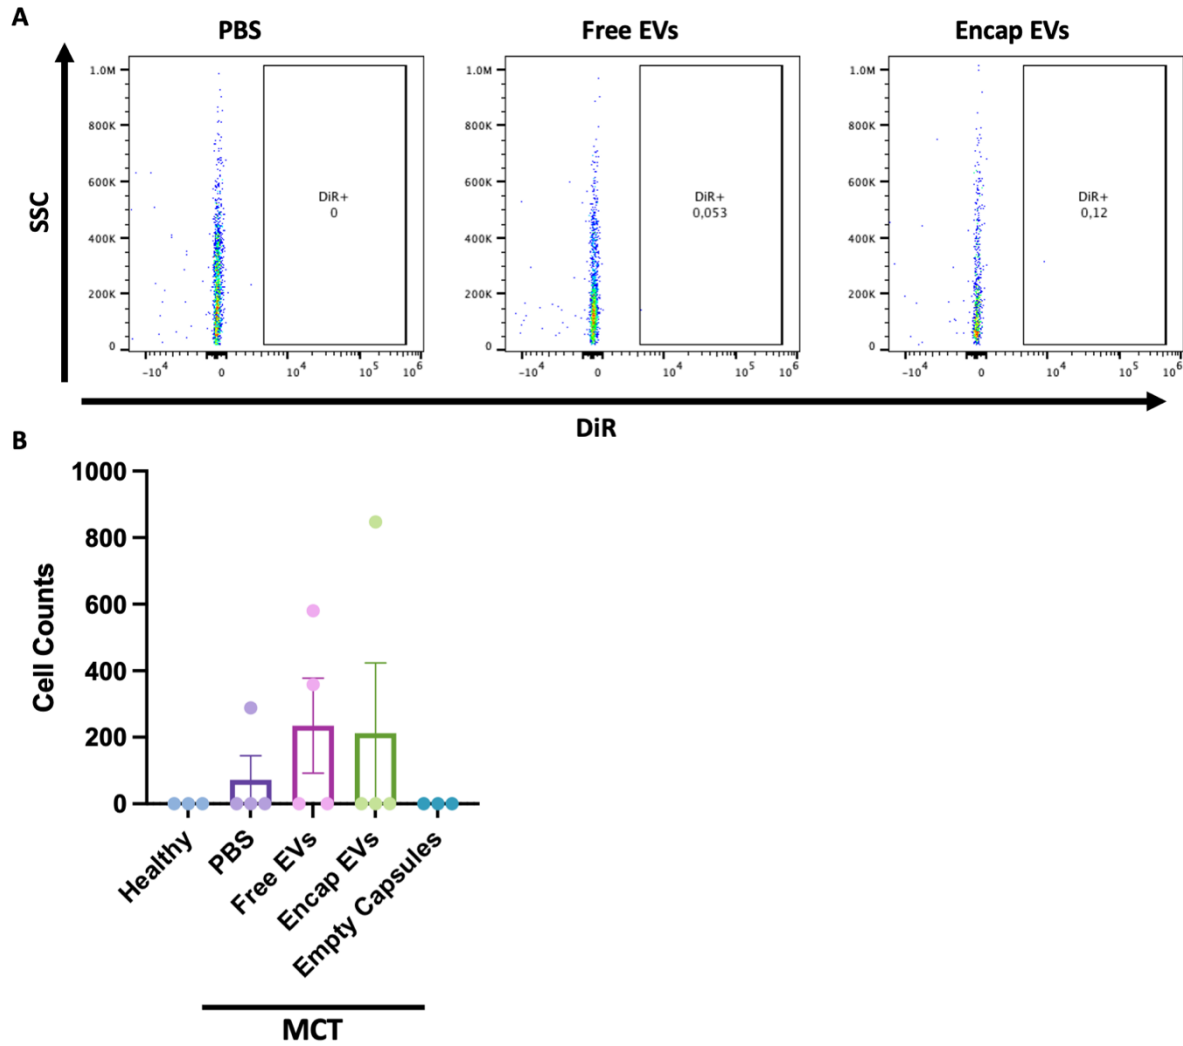 A
PBS
Free EVs
Encap EVs
SSC
1.0M
800K
600K
400K
200K
0
DiR+
0
-10^4
0
10^4
10^5
10^6
1.0M
800K
600K
400K
200K
0
DiR+
0,053
-10^4
0
10^4
10^5
10^6
1.0M
800K
600K
400K
200K
0
DiR+
0,12
-10^4
0
10^4
10^5
10^6
DiR
B
Cell Counts
1000
800
600
400
200
0
Healthy
PBS
Free EVs
Encap EVs
Empty Capsules
MCT